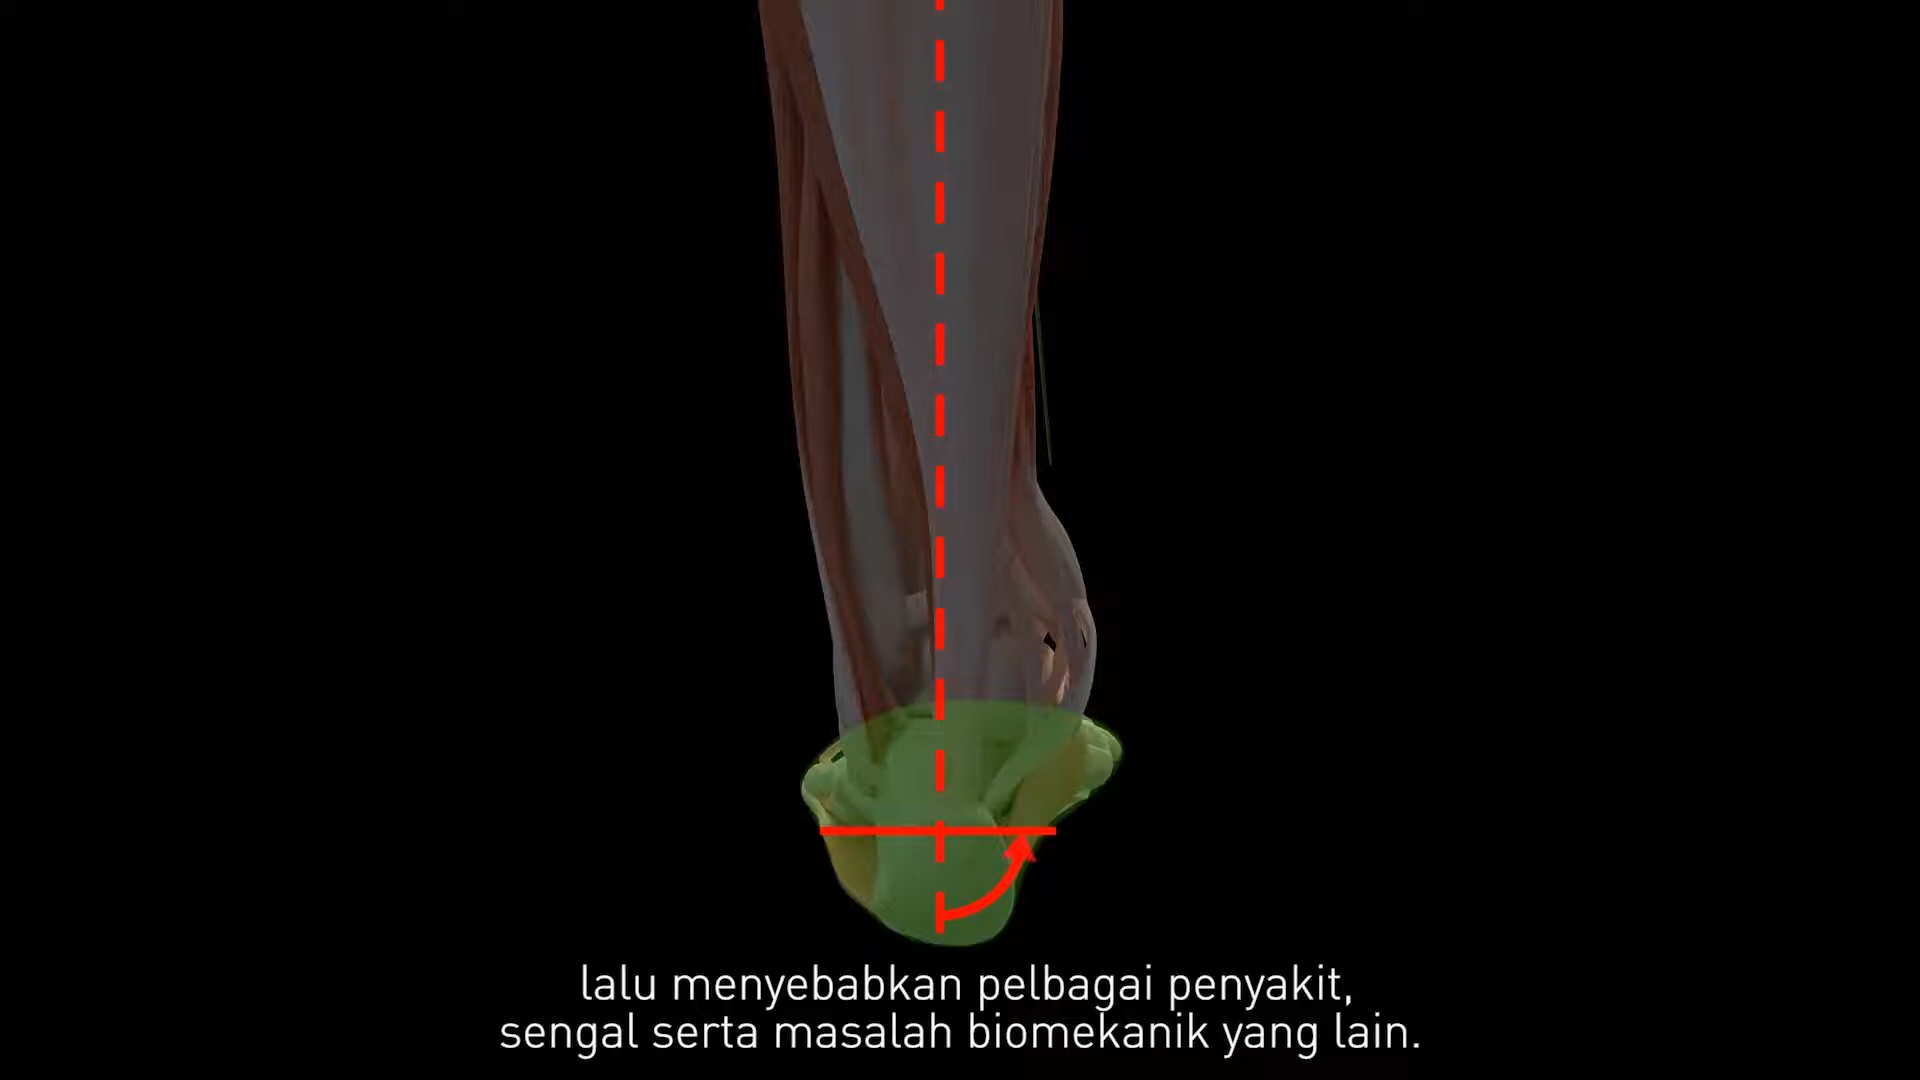 lalu menyebabkan pelbagai penyakit,
sengal serta masalah biomekanik yang lain.